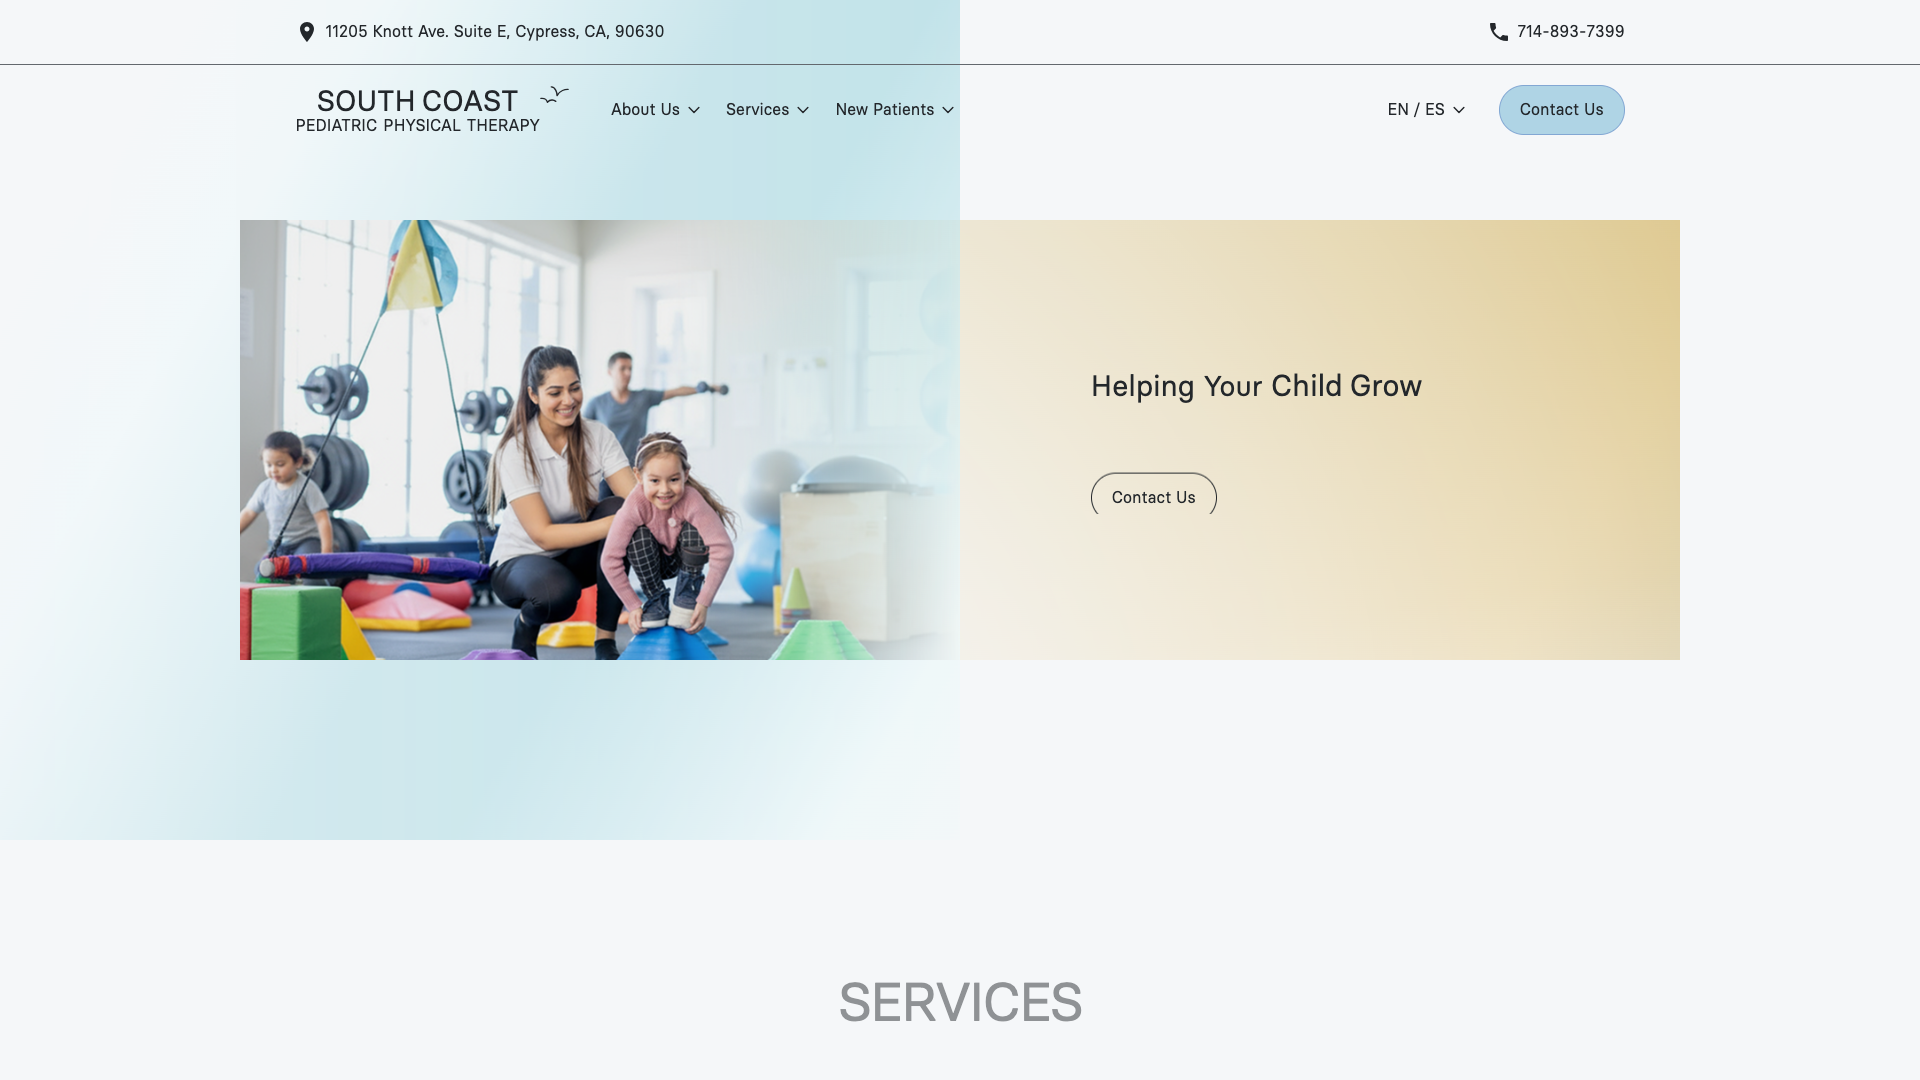 11205 Knott Ave. Suite E, Cypress, CA, 90630
714-893-7399
SOUTH COAST
PEDIATRIC PHYSICAL THERAPY
About Us
Services
New Patients
EN / ES
Contact Us
Helping Your Child Grow
Contact Us
SERVICES